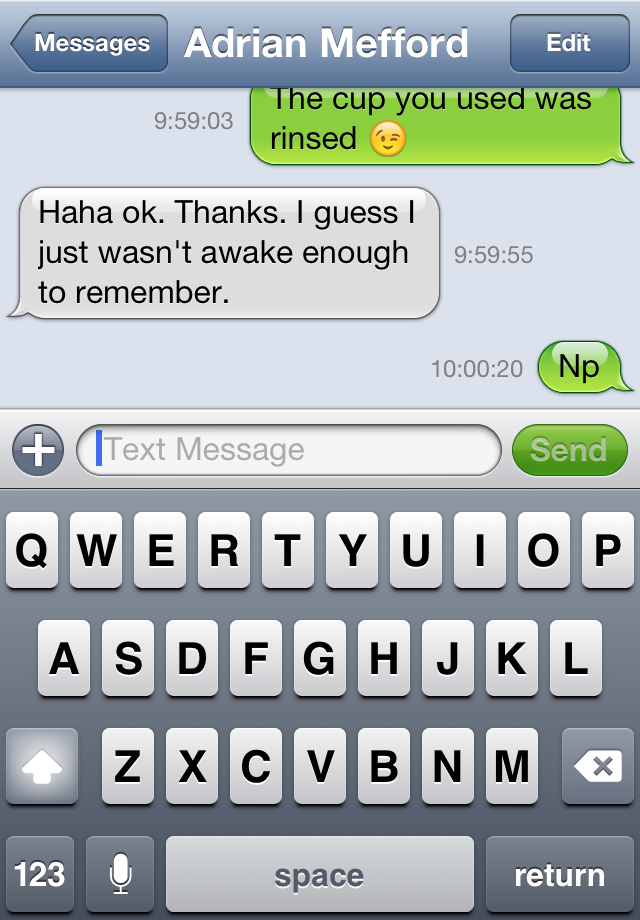 Messages
Adrian Mefford
Edit
The cup you used was
9:59:03
rinsed 😉
Haha ok. Thanks. I guess I
just wasn't awake enough
9:59:55
to remember.
10:00:20
Np
Text Message
Send
Q W E R T Y U I O P
A S D F G H J K L
Z X C V B N M
123
space
return